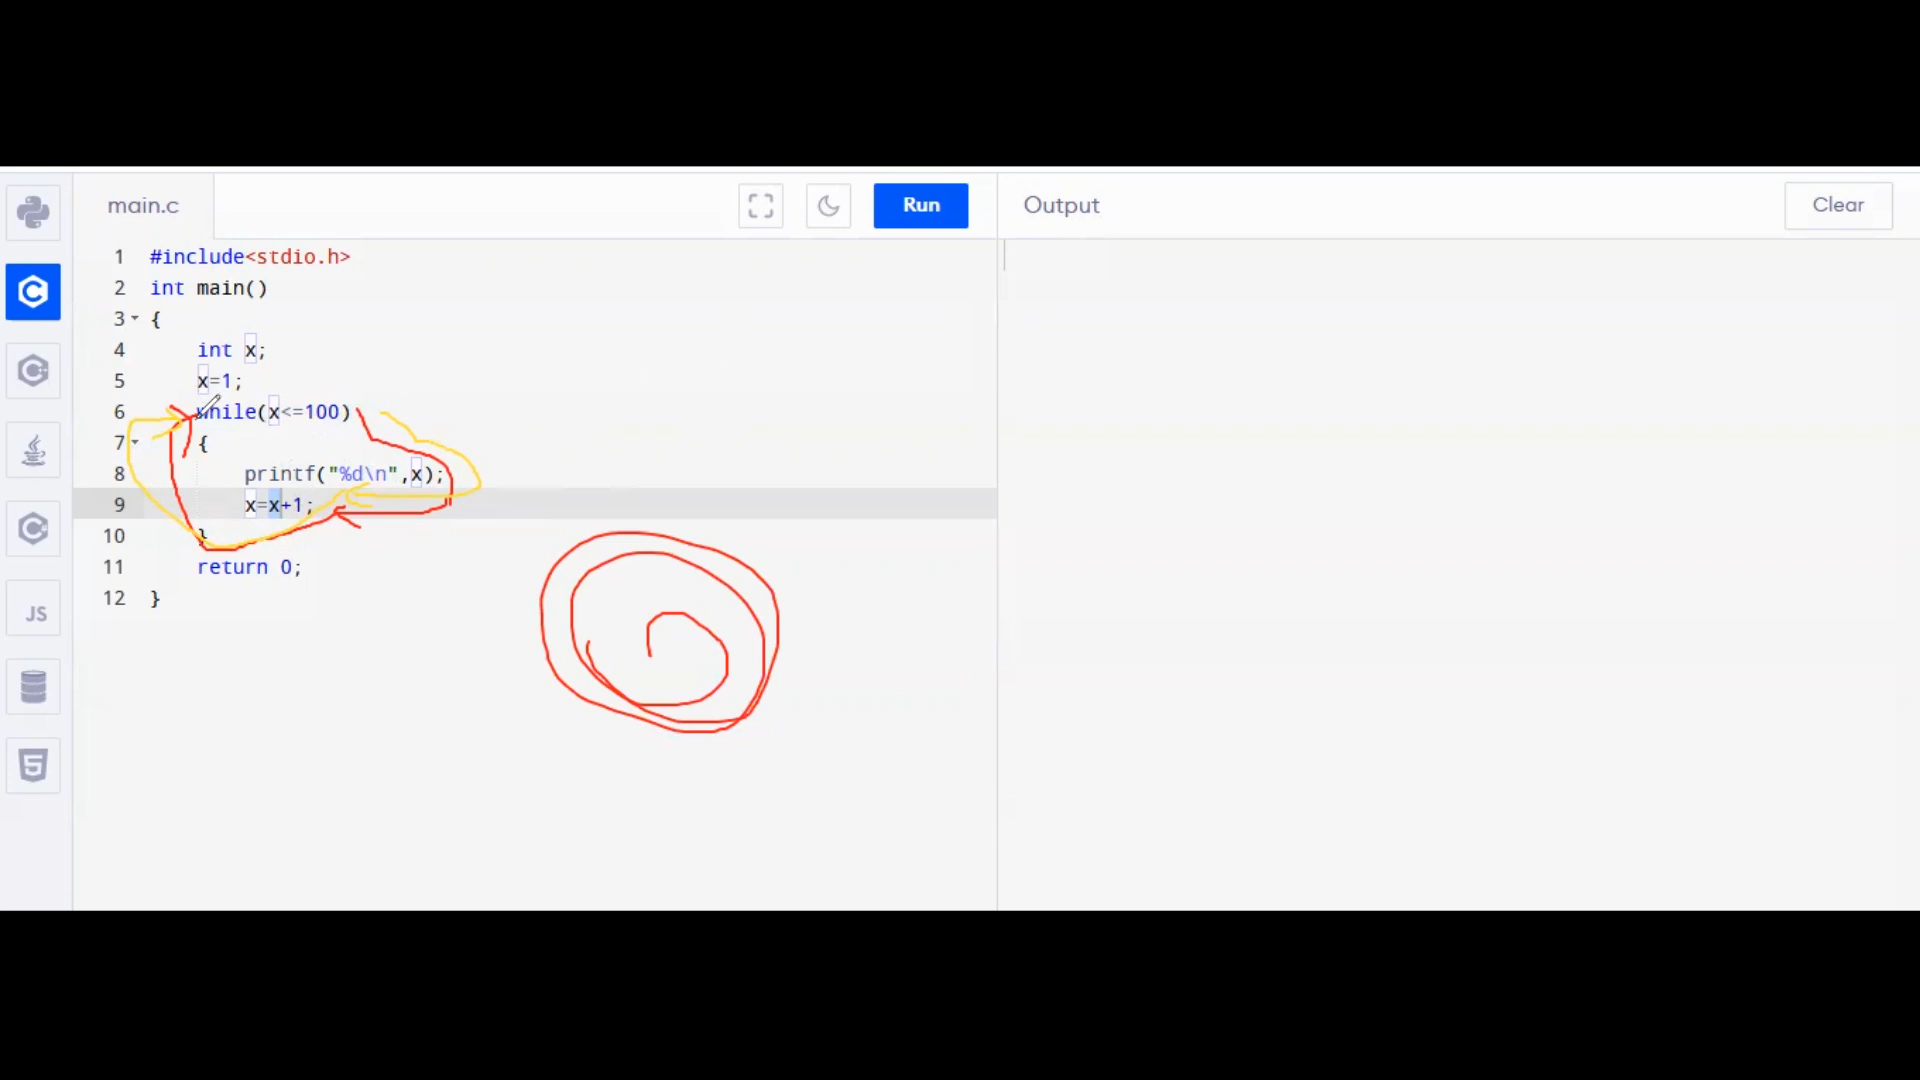 main.c
Run
Output
Clear
1 #include<stdio.h>
2 int main()
3 {
4 int x;
5 x=1;
6 while(x<=100)
7 {
8 printf("%d\n",x);
9 x=x+1;
10 }
11 return 0;
12 }
JS